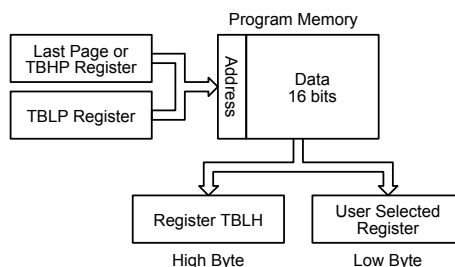 Program Memory
Last Page or
TBHP Register
TBLP Register
Address
Data
16 bits
Register TBLH
User Selected
Register
High Byte
Low Byte